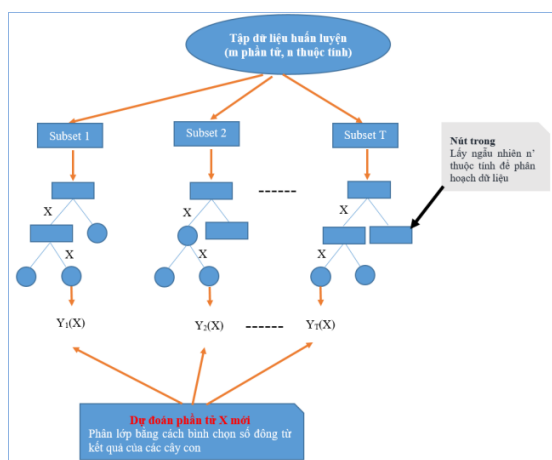 Tập dữ liệu huấn luyện
(m phần tử, n thuộc tính)
Subset 1
Subset 2
Subset T
Nút trong
Lấy ngẫu nhiên n’
thuộc tính để phân
hoạch dữ liệu
X
X
X
X
X
X
Y₁(X)
Y₂(X)
Y_T(X)
Dự đoán phần tử X mới
Phân lớp bằng cách bình chọn số đông từ
kết quả của các cây con